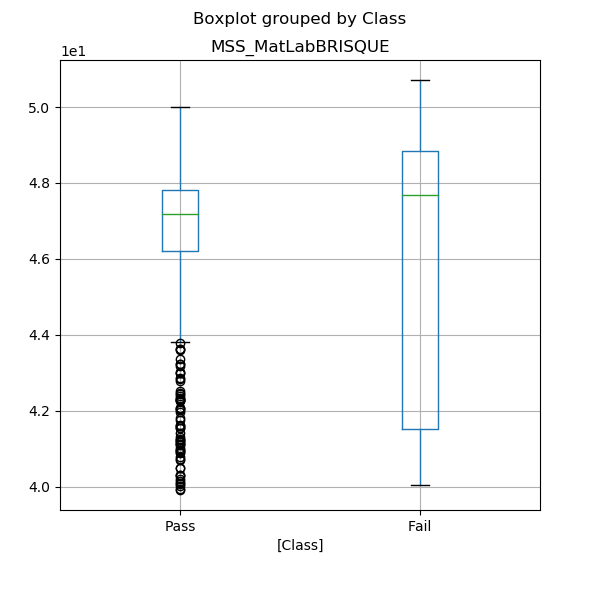 Boxplot grouped by Class
MSS_MatLabBRISQUE
1e1
5.0
4.8
4.6
4.4
4.2
4.0
Pass Fail
[Class]